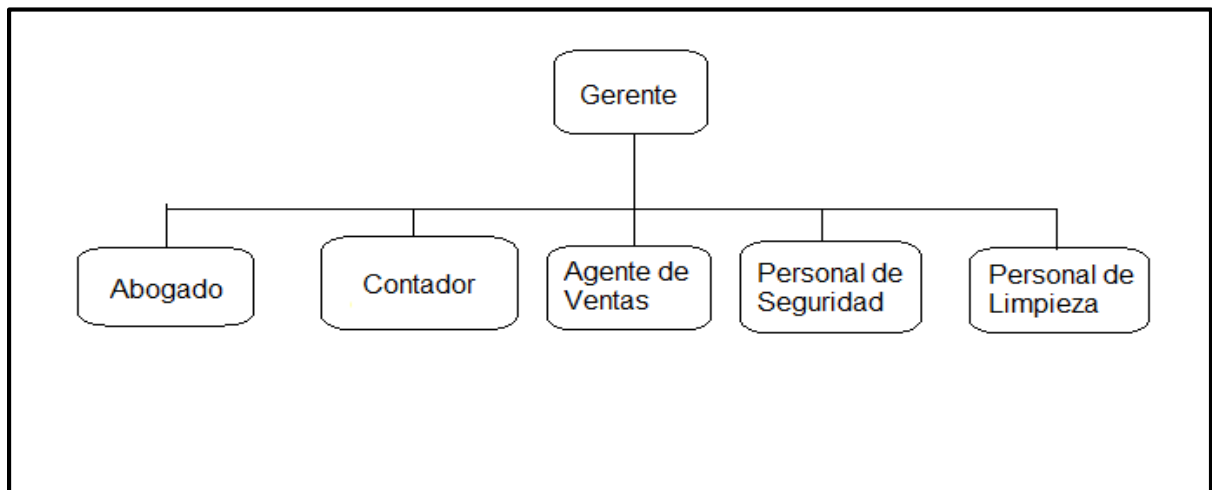 Gerente
Abogado
Contador
Agente de
Ventas
Personal de
Seguridad
Personal de
Limpieza